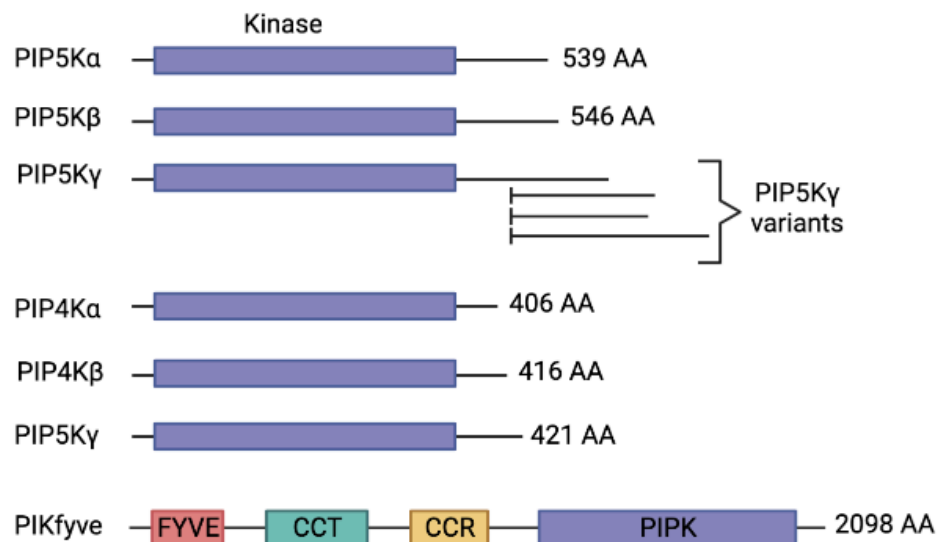 Kinase
PIP5Kα 539 AA
PIP5Kβ 546 AA
PIP5Kγ
PIP5Kγ
variants
PIP4Kα 406 AA
PIP4Kβ 416 AA
PIP5Kγ 421 AA
PIKfyve FYVE CCT CCR PIPK 2098 AA